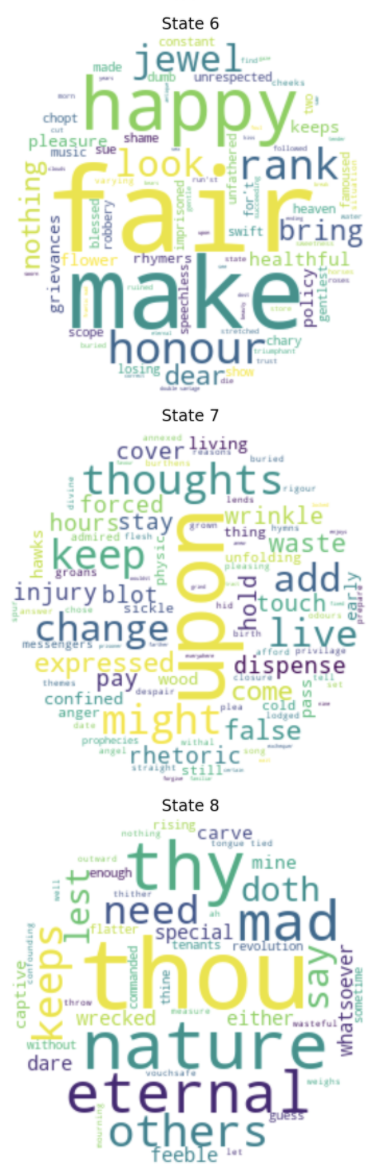 State 6
constant
jewel
made
dumb
unrespected
happy
cheeks
chopt
morn
cut
own
keeps
pleasure
shame
music
sue
look
rank
followed
famoused
situation
nothing
varying
unfathered
for't
heaven
fair
run'st
imprisoned
gentle
bring
blessed
robbery
swift
grievances
flower
rhymers
state
healthful
make
speechless
policy
gentlest
roses
scope
ruined
stretched
triumphant
trust
honour
chary
buried
losing
dear
show
die
double vantage
State 7
annexed
cover
living
reasons
buried
burthens
rigour
divine
thoughts
forced
lends
wrinkle
hours
stay
grown
hymns
admired
flesh
thing
waste
hawks
keep
physic
unfolding
pleasing
groans
upon
hold
add
early
prepare
injury
blot
hid
touch
answer
chose
sickle
birth
odours
spur
change
live
messengers
everywhere
afford
privilage
expressed
dispense
themes
pay
wood
closure
tell
set
confined
despair
come
pass
anger
might
plea
cold
lodged
date
false
prophecies
withal
angel
rhetoric
song
exchequer
straight
still
forgive
familiar
State 8
rising
carve
nothing
tongue tied
thy
mine
outward
enough
doth
need
mad
lest
well
thither
ah
flatter
special
say
tenants
revolution
captive
confounding
keeps
thou
commanded
thine
whatsoever
sometime
throw
measure
wrecked
either
wasteful
without
nature
dare
vouchsafe
weighs
eternal
mourning
others
guess
feeble
let